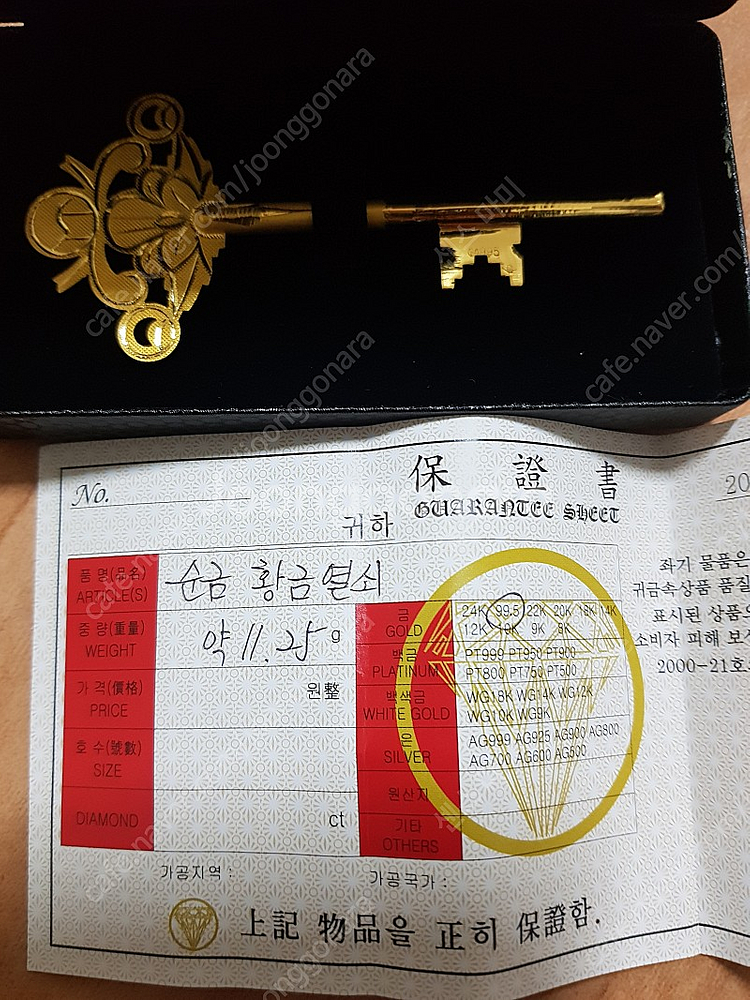 cafe.naver.com/joonggonara
cafe.naver.com/
joonggonara
No.
保 證 書
GUARANTEE SHEET
귀하
20
품 명(品名)
ARTICLE(S)
순금 황금열쇠
중 량(重量)
WEIGHT
약 11.25 g
가 격(價格)
PRICE
원整
호 수(號數)
SIZE
DIAMOND
ct
금
GOLD
24K 99.5 22K 20K 18K 14K
12K 10K 9K 8K
백금
PLATINUM
PT999 PT950 PT900
PT800 PT750 PT500
백색금
WHITE GOLD
WG18K WG14K WG12K
WG10K WG9K
은
SILVER
AG999 AG925 AG900 AG800
AG700 AG600 AG500
원산지
기타
OTHERS
좌기 물품은
귀금속상품 품질
표시된 상품
소비자 피해 보
2000-21호
가공지역 :
가공국가 :
上記 物品을 正히 保證함.